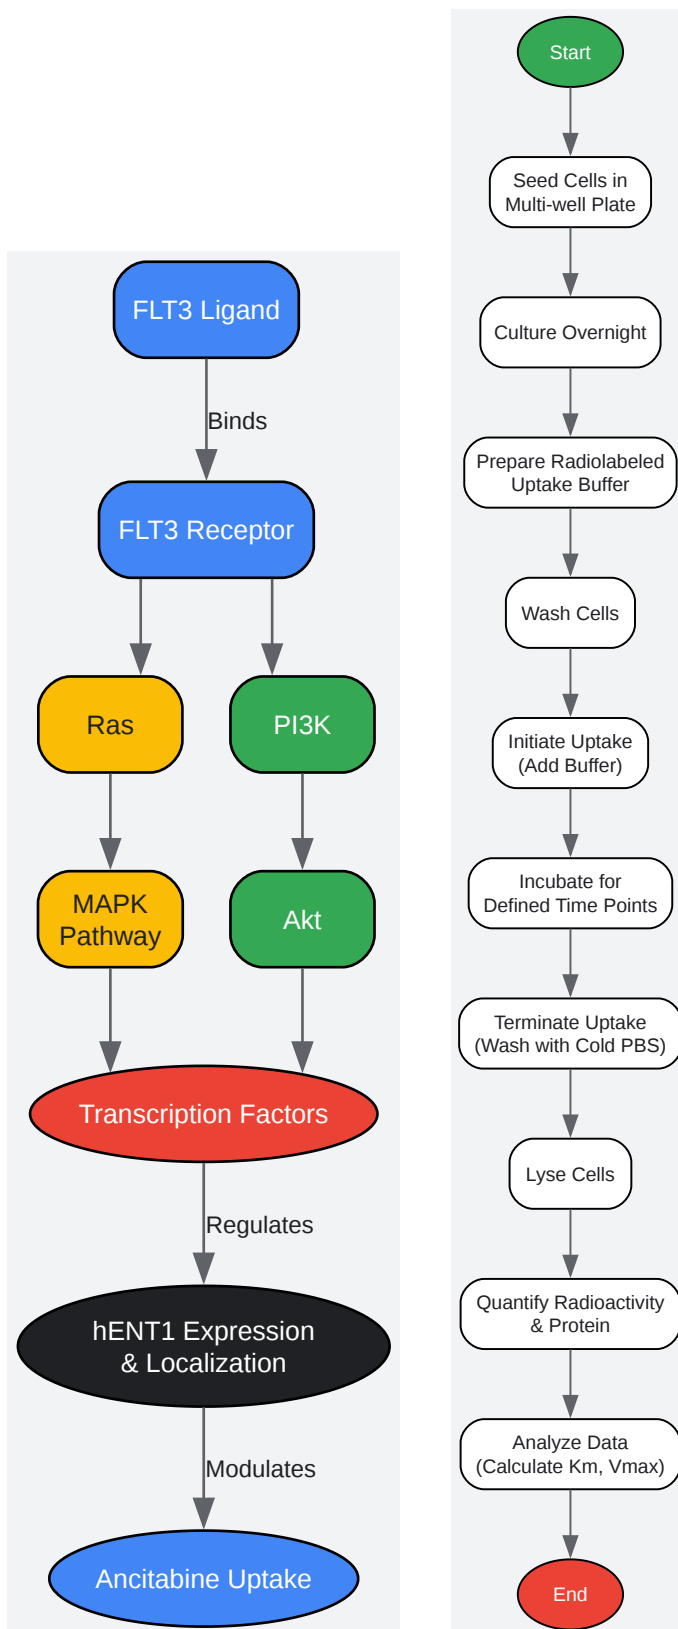 FLT3 Ligand
Binds
FLT3 Receptor
Ras
PI3K
MAPK
Pathway
Akt
Transcription Factors
Regulates
hENT1 Expression
& Localization
Modulates
Ancitabine Uptake
Start
Seed Cells in
Multi-well Plate
Culture Overnight
Prepare Radiolabeled
Uptake Buffer
Wash Cells
Initiate Uptake
(Add Buffer)
Incubate for
Defined Time Points
Terminate Uptake
(Wash with Cold PBS)
Lyse Cells
Quantify Radioactivity
& Protein
Analyze Data
(Calculate Km, Vmax)
End